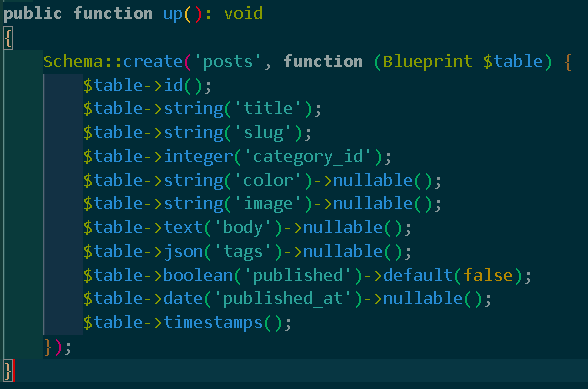 public function up(): void
{
    Schema::create('posts', function (Blueprint $table) {
        $table->id();
        $table->string('title');
        $table->string('slug');
        $table->integer('category_id');
        $table->string('color')->nullable();
        $table->string('image')->nullable();
        $table->text('body')->nullable();
        $table->json('tags')->nullable();
        $table->boolean('published')->default(false);
        $table->date('published_at')->nullable();
        $table->timestamps();
    });
}